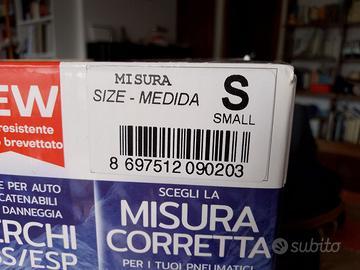 MISURA
SIZE - MEDIDA
S
SMALL
8 697512 090203
EW
resistente
brevettato
E PER AUTO
CATENABILI
DANNEGGIA
ERCHI
S/ESP
SCEGLI LA
MISURA
CORRETTA
PER I TUOI PNEUMATICI
subito